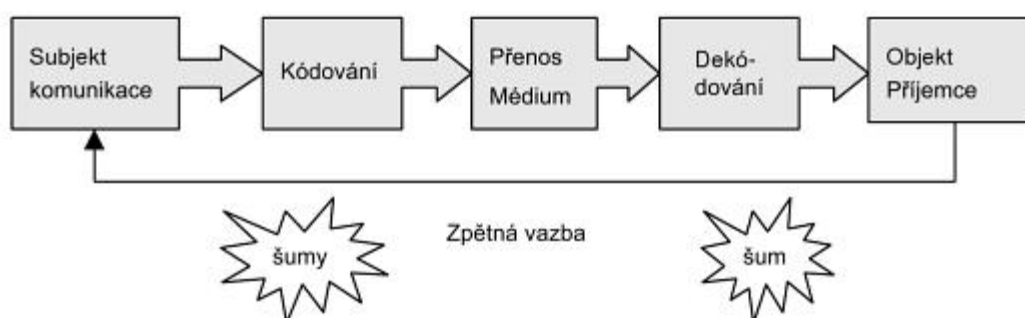 Subjekt
komunikace
Kódování
Přenos
Médium
Dekó-
dování
Objekt
Příjemce
Zpětná vazba
šumy
šum